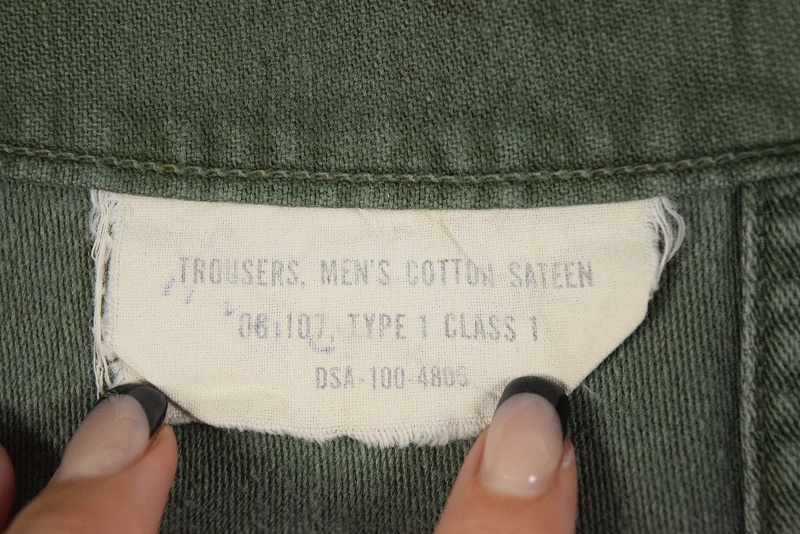 TROUSERS, MEN'S COTTON SATEEN
OG-107, TYPE 1 CLASS 1
DSA-100-4806